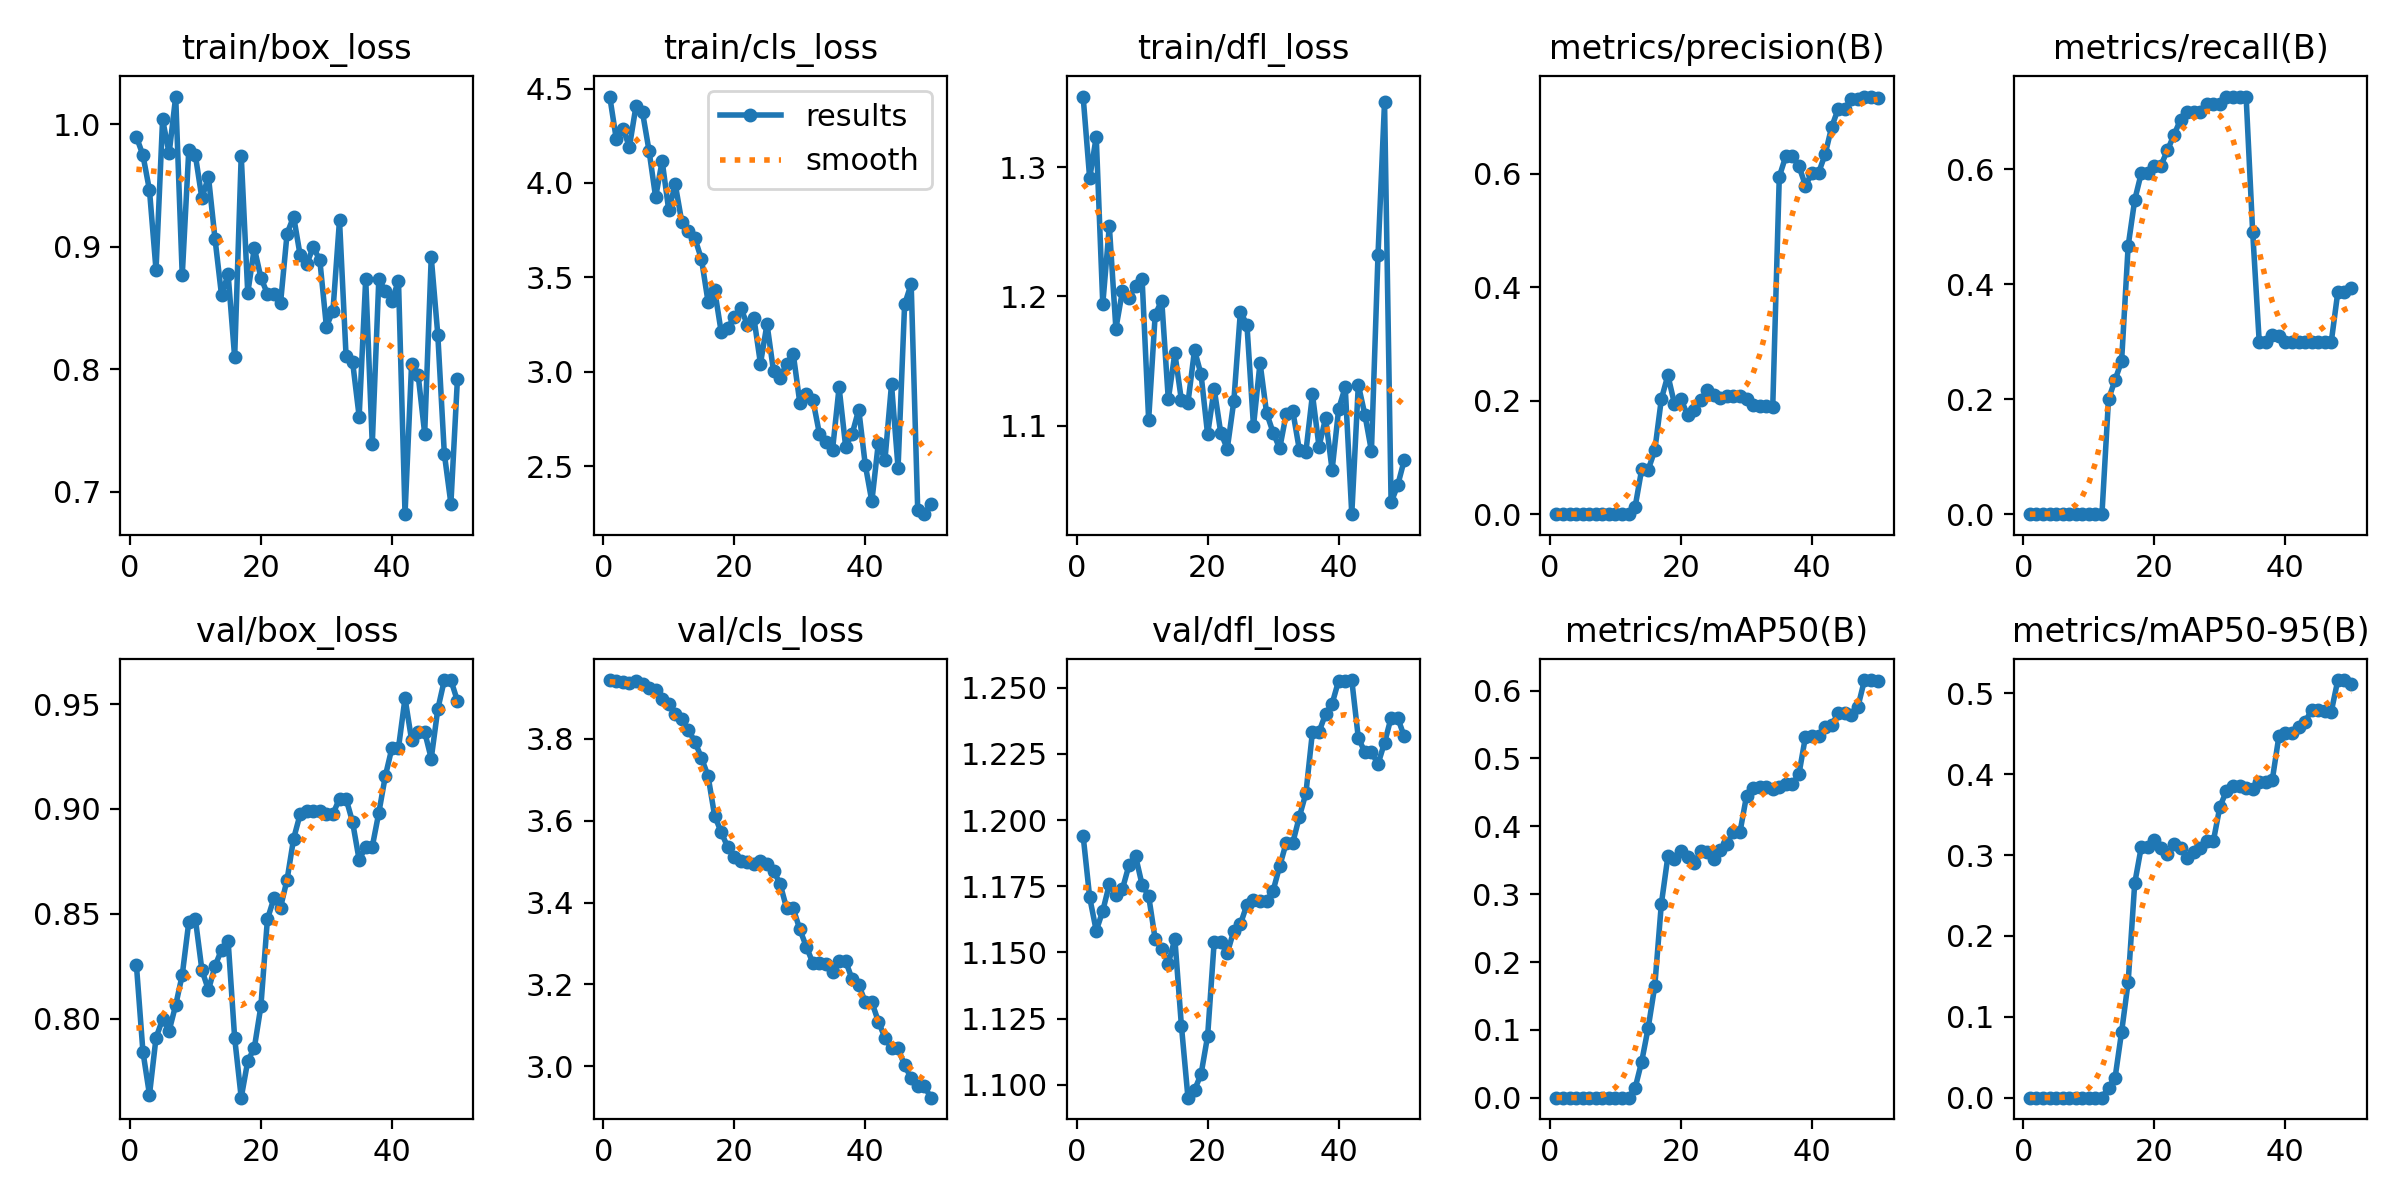 train/box_loss
1.0
0.9
0.8
0.7
0 20 40
train/cls_loss
results
smooth
4.5
4.0
3.5
3.0
2.5
0 20 40
train/dfl_loss
1.3
1.2
1.1
0 20 40
metrics/precision(B)
0.6
0.4
0.2
0.0
0 20 40
metrics/recall(B)
0.6
0.4
0.2
0.0
0 20 40
val/box_loss
0.95
0.90
0.85
0.80
0 20 40
val/cls_loss
3.8
3.6
3.4
3.2
3.0
0 20 40
val/dfl_loss
1.250
1.225
1.200
1.175
1.150
1.125
1.100
0 20 40
metrics/mAP50(B)
0.6
0.5
0.4
0.3
0.2
0.1
0.0
0 20 40
metrics/mAP50-95(B)
0.5
0.4
0.3
0.2
0.1
0.0
0 20 40